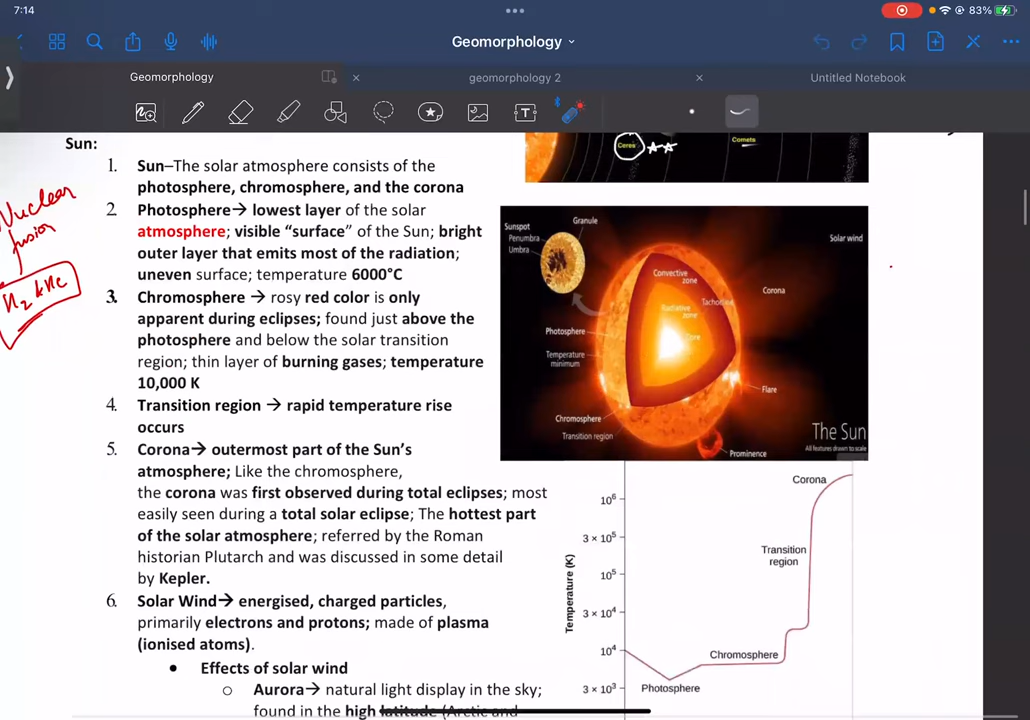 7:14
83%
Geomorphology
Geomorphology
geomorphology 2
Untitled Notebook
Ceres
Comets
Sun:
Nuclear
fusion
H2 & He
1. Sun–The solar atmosphere consists of the
photosphere, chromosphere, and the corona
2. Photosphere→ lowest layer of the solar
atmosphere; visible “surface” of the Sun; bright
outer layer that emits most of the radiation;
uneven surface; temperature 6000°C
3. Chromosphere → rosy red color is only
apparent during eclipses; found just above the
photosphere and below the solar transition
region; thin layer of burning gases; temperature
10,000 K
4. Transition region → rapid temperature rise
occurs
5. Corona→ outermost part of the Sun’s
atmosphere; Like the chromosphere,
the corona was first observed during total eclipses; most
easily seen during a total solar eclipse; The hottest part
of the solar atmosphere; referred by the Roman
historian Plutarch and was discussed in some detail
by Kepler.
6. Solar Wind→ energised, charged particles,
primarily electrons and protons; made of plasma
(ionised atoms).
• Effects of solar wind
o Aurora→ natural light display in the sky;
found in the high latitude (Arctic and
Sunspot
Penumbra
Umbra
Granule
Solar wind
Convective
zone
Corona
Radiative
zone
Tachocline
Core
Photosphere
Temperature
minimum
Flare
Chromosphere
Transition region
The Sun
All features drawn to scale
Prominence
Corona
10⁶
3 × 10⁵
Transition
region
10⁵
Temperature (K)
3 × 10⁴
10⁴
Chromosphere
3 × 10³
Photosphere